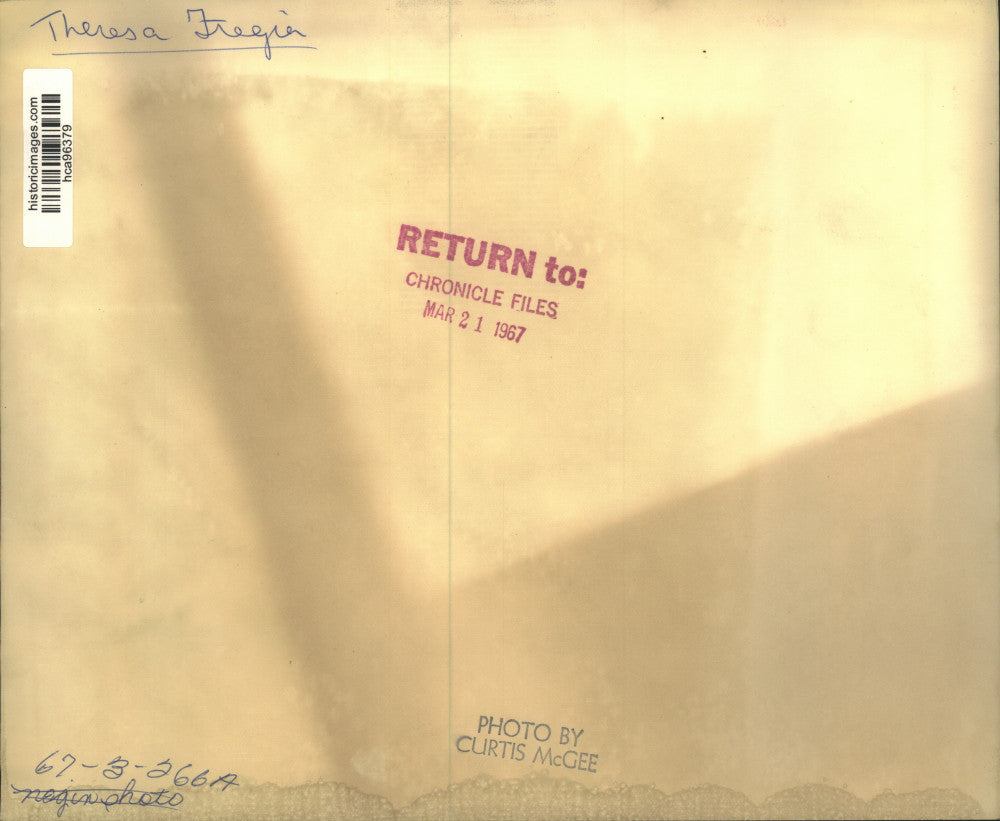 Theresa Fregia
historicimages.com
hca96379
RETURN to:
CHRONICLE FILES
MAR 21 1967
PHOTO BY
CURTIS McGEE
67-3-266A
photo